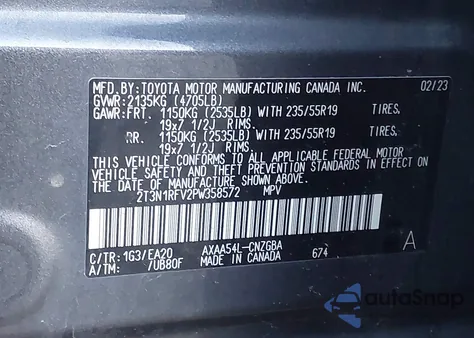 MFD.BY:TOYOTA MOTOR MANUFACTURING CANADA INC. 02/23
GVWR:2135KG (4705LB)
GAWR:FRT. 1150KG (2535LB) WITH 235/55R19 TIRES,
19x7 1/2J RIMS.
RR. 1150KG (2535LB) WITH 235/55R19 TIRES,
19x7 1/2J RIMS.
THIS VEHICLE CONFORMS TO ALL APPLICABLE FEDERAL MOTOR
VEHICLE SAFETY AND THEFT PREVENTION STANDARDS IN EFFECT
ON THE DATE OF MANUFACTURE SHOWN ABOVE.
2T3N1RFV2PW358572 MPV
C/TR:1G3/EA20 AXAA54L-CNZGBA A
A/TM: /UB80F MADE IN CANADA 674
autoSnap